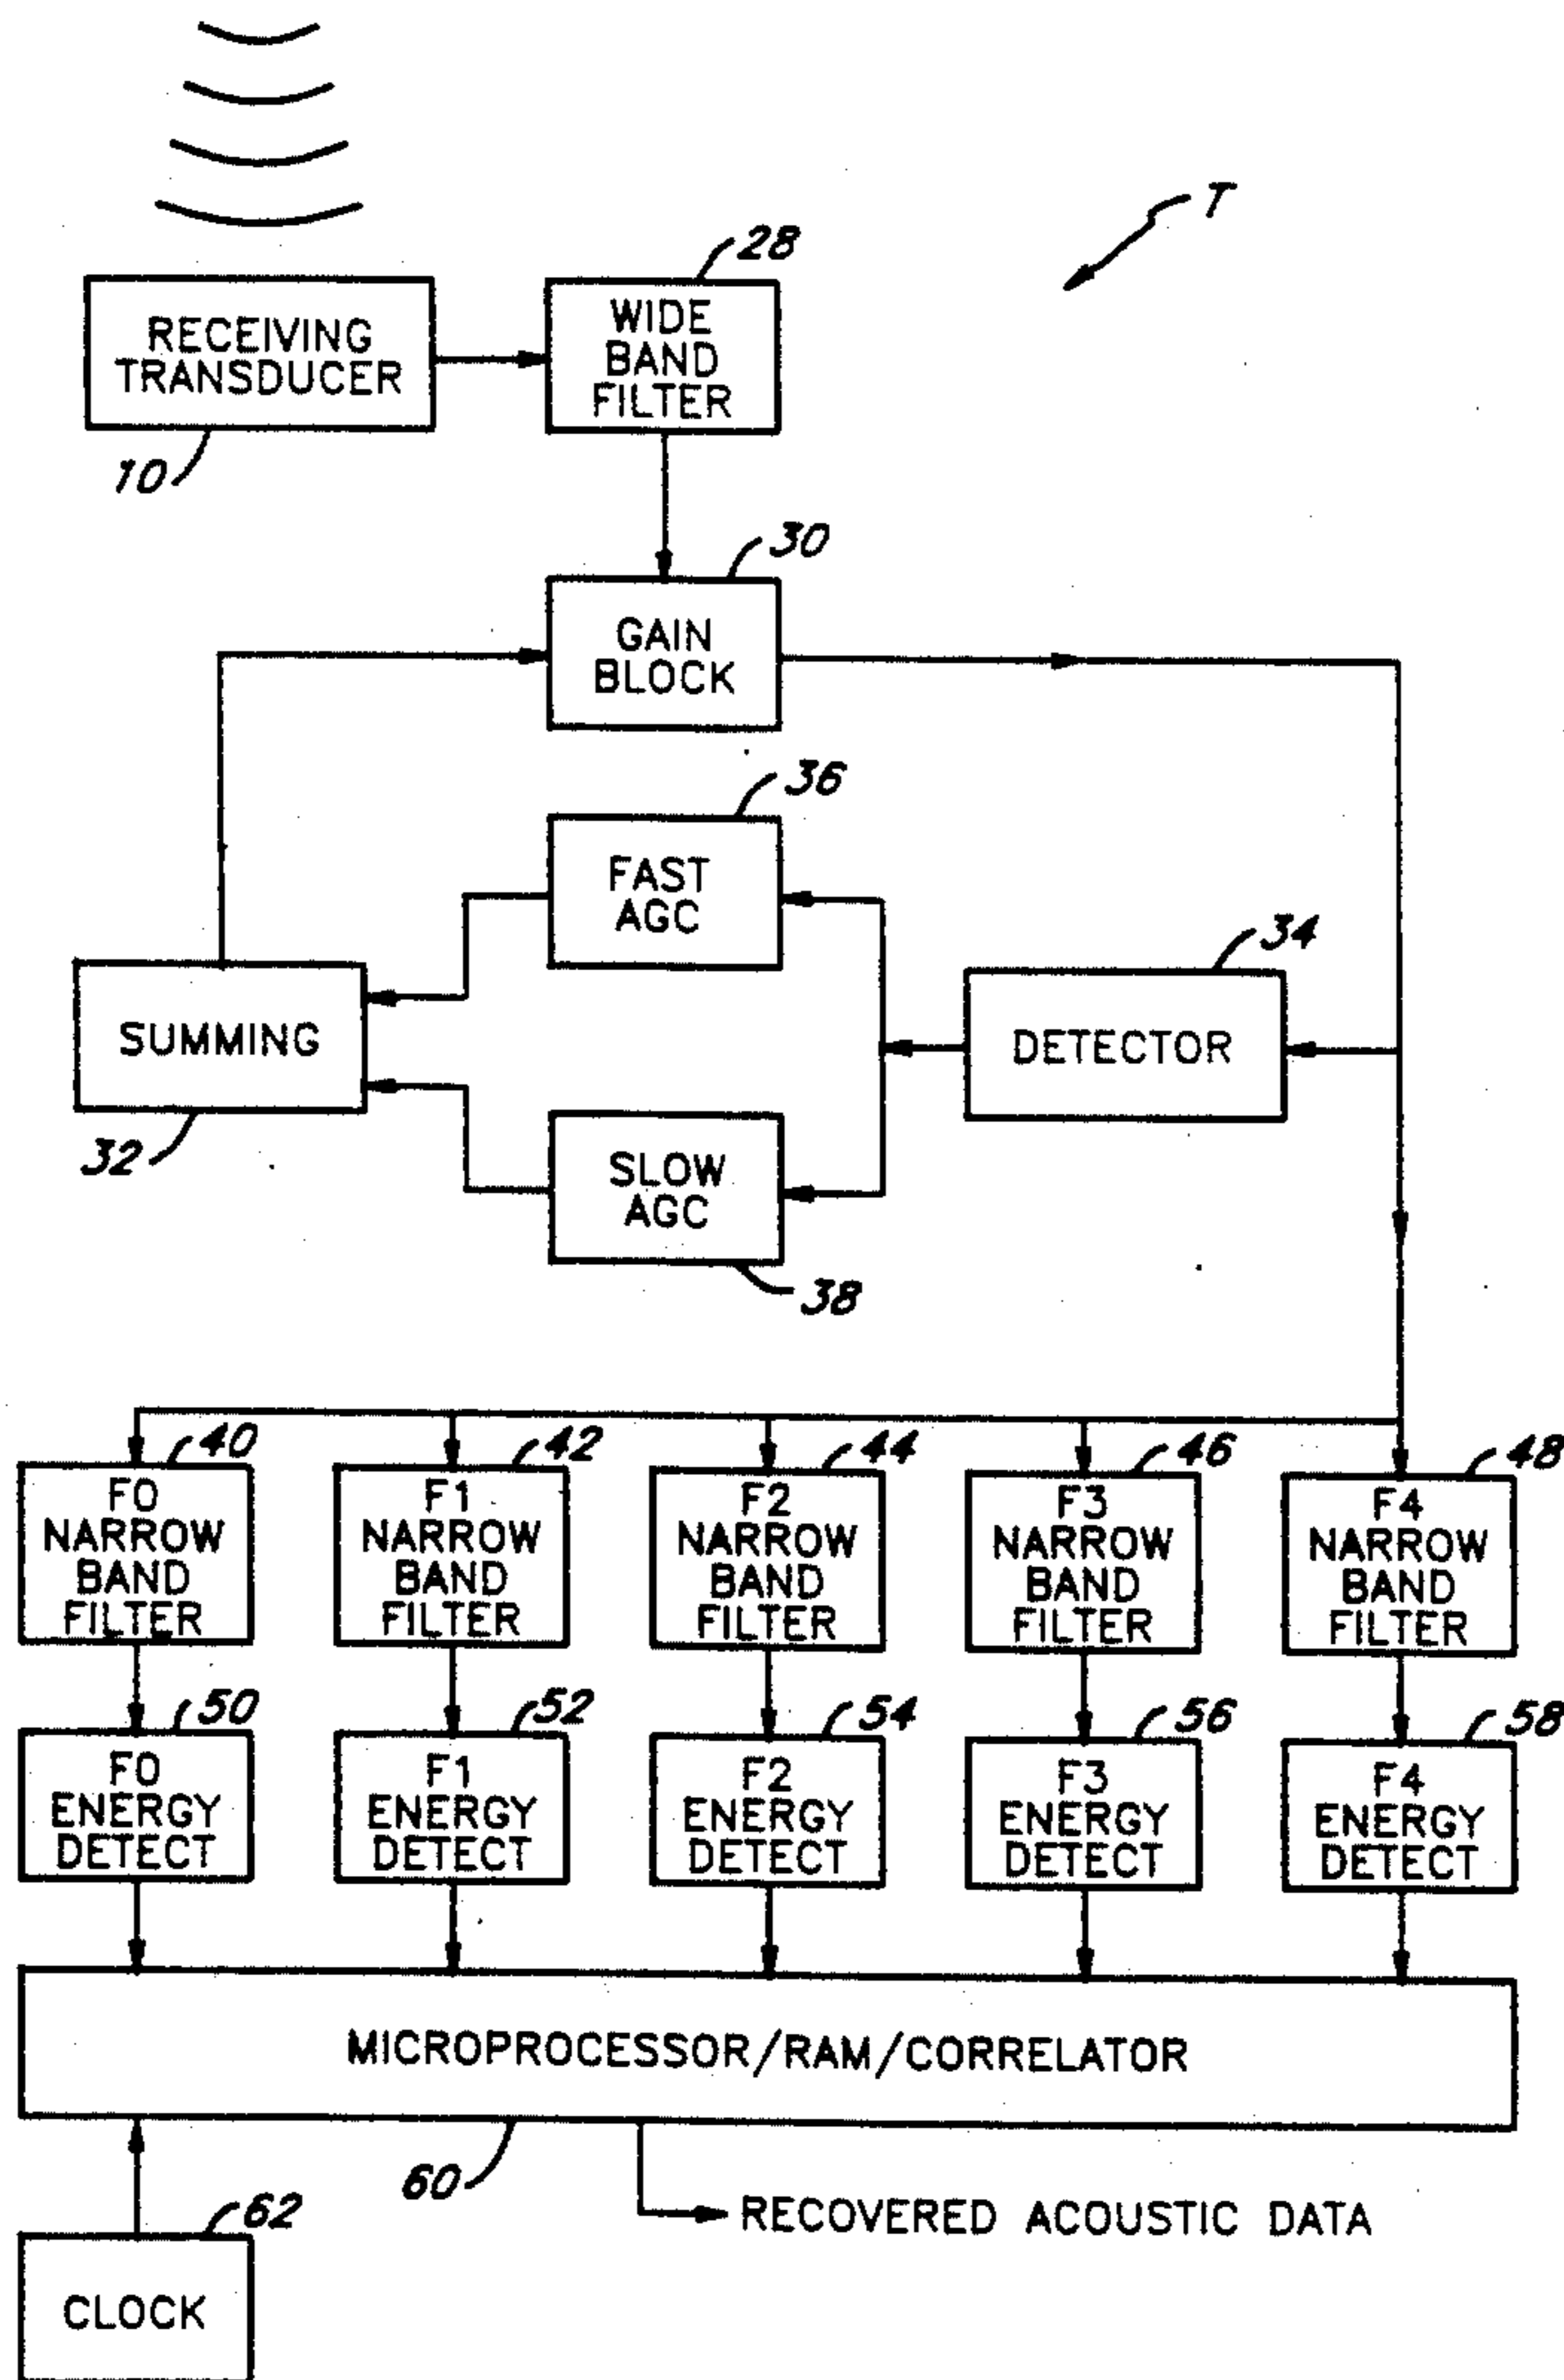 T
28
RECEIVING
TRANSDUCER
WIDE
BAND
FILTER
10
30
GAIN
BLOCK
36
FAST
AGC
34
SUMMING
DETECTOR
32
SLOW
AGC
38
40
42
44
46
48
F0
NARROW
BAND
FILTER
F1
NARROW
BAND
FILTER
F2
NARROW
BAND
FILTER
F3
NARROW
BAND
FILTER
F4
NARROW
BAND
FILTER
50
52
54
56
58
F0
ENERGY
DETECT
F1
ENERGY
DETECT
F2
ENERGY
DETECT
F3
ENERGY
DETECT
F4
ENERGY
DETECT
MICROPROCESSOR/RAM/CORRELATOR
60
RECOVERED ACOUSTIC DATA
62
CLOCK